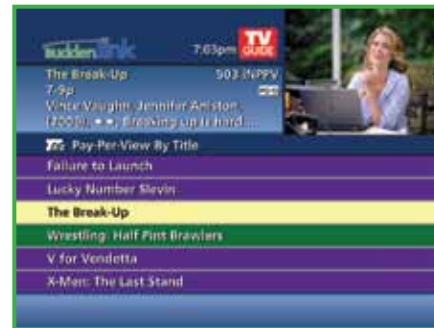 suddenlink
7:03pm TV GUIDE
The Break-Up 503 iNPPV
7-9p
Vince Vaughn, Jennifer Aniston.
Breaking up is hard ...
Pay-Per-View By Title
Failure to Launch
Lucky Number Slevin
The Break-Up
Wrestling: Half Pint Brawlers
V for Vendetta
X-Men: The Last Stand